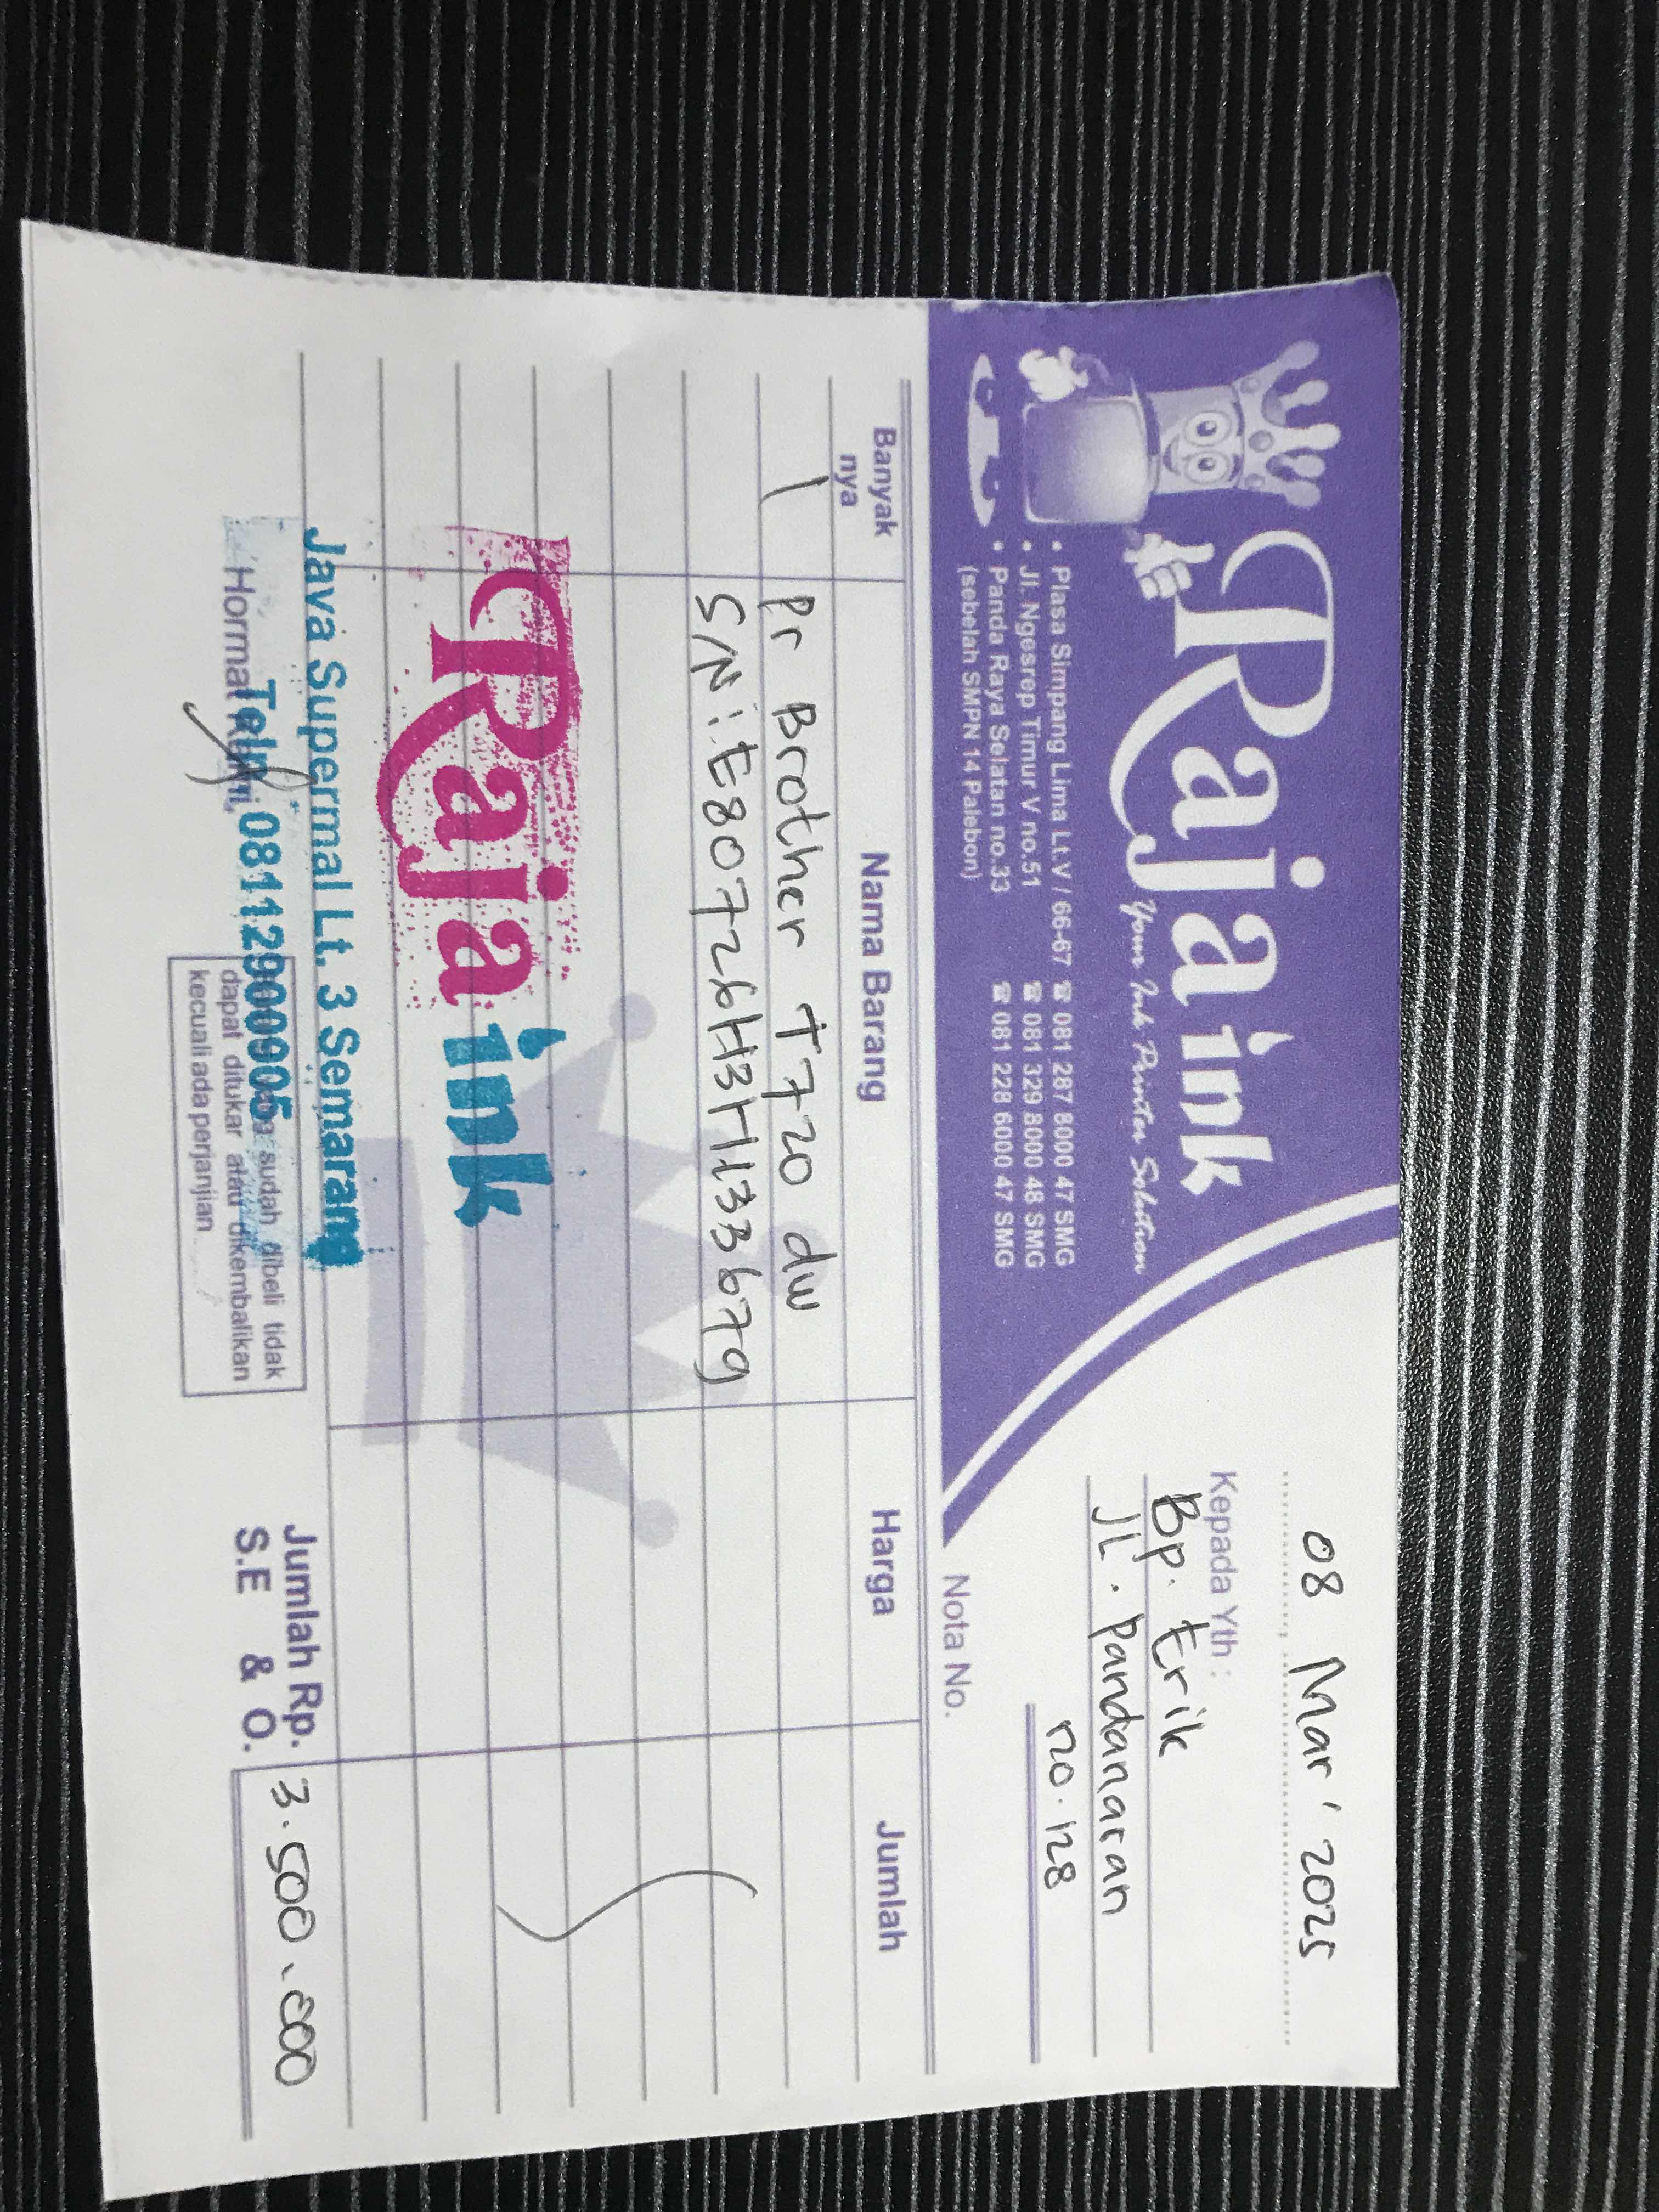 Raja ink
Your Ink Printer Solution
• Plasa Simpang Lima Lt.V / 66-67 ☎ 081 287 8000 47 SMG
• Jl. Ngesrep Timur V no.51 ☎ 081 329 8000 48 SMG
• Panda Raya Selatan no.33 ☎ 081 228 6000 47 SMG
(sebelah SMPN 14 Palebon)
08 Mar, 2025
Kepada Yth :
Bp. Erik
JL. Pandanaran
no. 128
Nota No.
Banyak nya Nama Barang Harga Jumlah
1 Pr Brother T720 dw
S/N : E80726H3H133679
Raja ink
Java Supermal Lt. 3 Semarang
Telp. 08112900905
Hormat Kami,
sudah dibeli tidak
dapat ditukar atau dikembalikan
kecuali ada perjanjian
Jumlah Rp. 3.500.000
S.E & O.